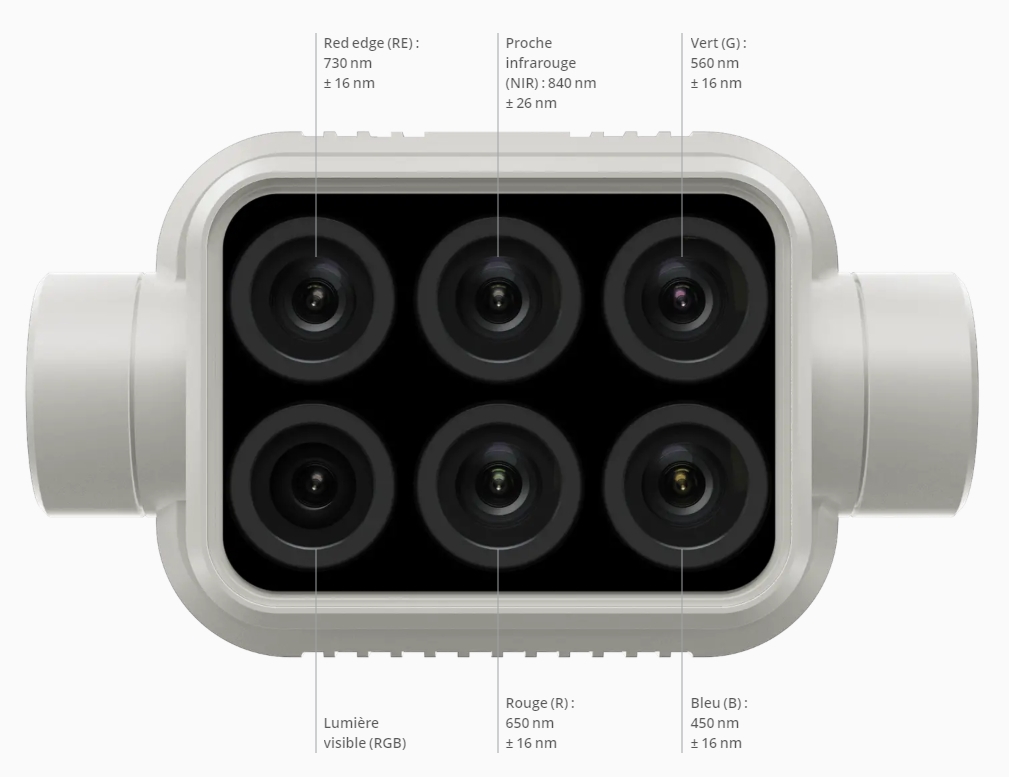 Red edge (RE) :
730 nm
± 16 nm
Proche
infrarouge
(NIR) : 840 nm
± 26 nm
Vert (G) :
560 nm
± 16 nm
Lumière
visible (RGB)
Rouge (R) :
650 nm
± 16 nm
Bleu (B) :
450 nm
± 16 nm